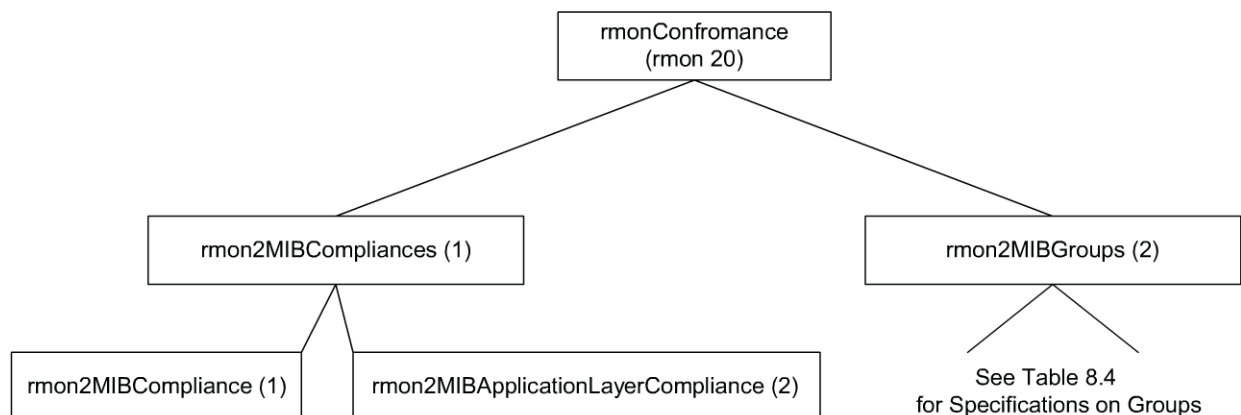 rmonConfromance
(rmon 20)
rmon2MIBCompliances (1)
rmon2MIBGroups (2)
rmon2MIBCompliance (1)
rmon2MIBApplicationLayerCompliance (2)
See Table 8.4
for Specifications on Groups